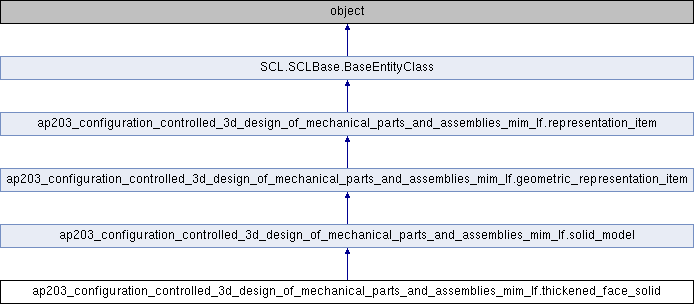 object
SCL.SCLBase.BaseEntityClass
ap203_configuration_controlled_3d_design_of_mechanical_parts_and_assemblies_mim_lf.representation_item
ap203_configuration_controlled_3d_design_of_mechanical_parts_and_assemblies_mim_lf.geometric_representation_item
ap203_configuration_controlled_3d_design_of_mechanical_parts_and_assemblies_mim_lf.solid_model
ap203_configuration_controlled_3d_design_of_mechanical_parts_and_assemblies_mim_lf.thickened_face_solid